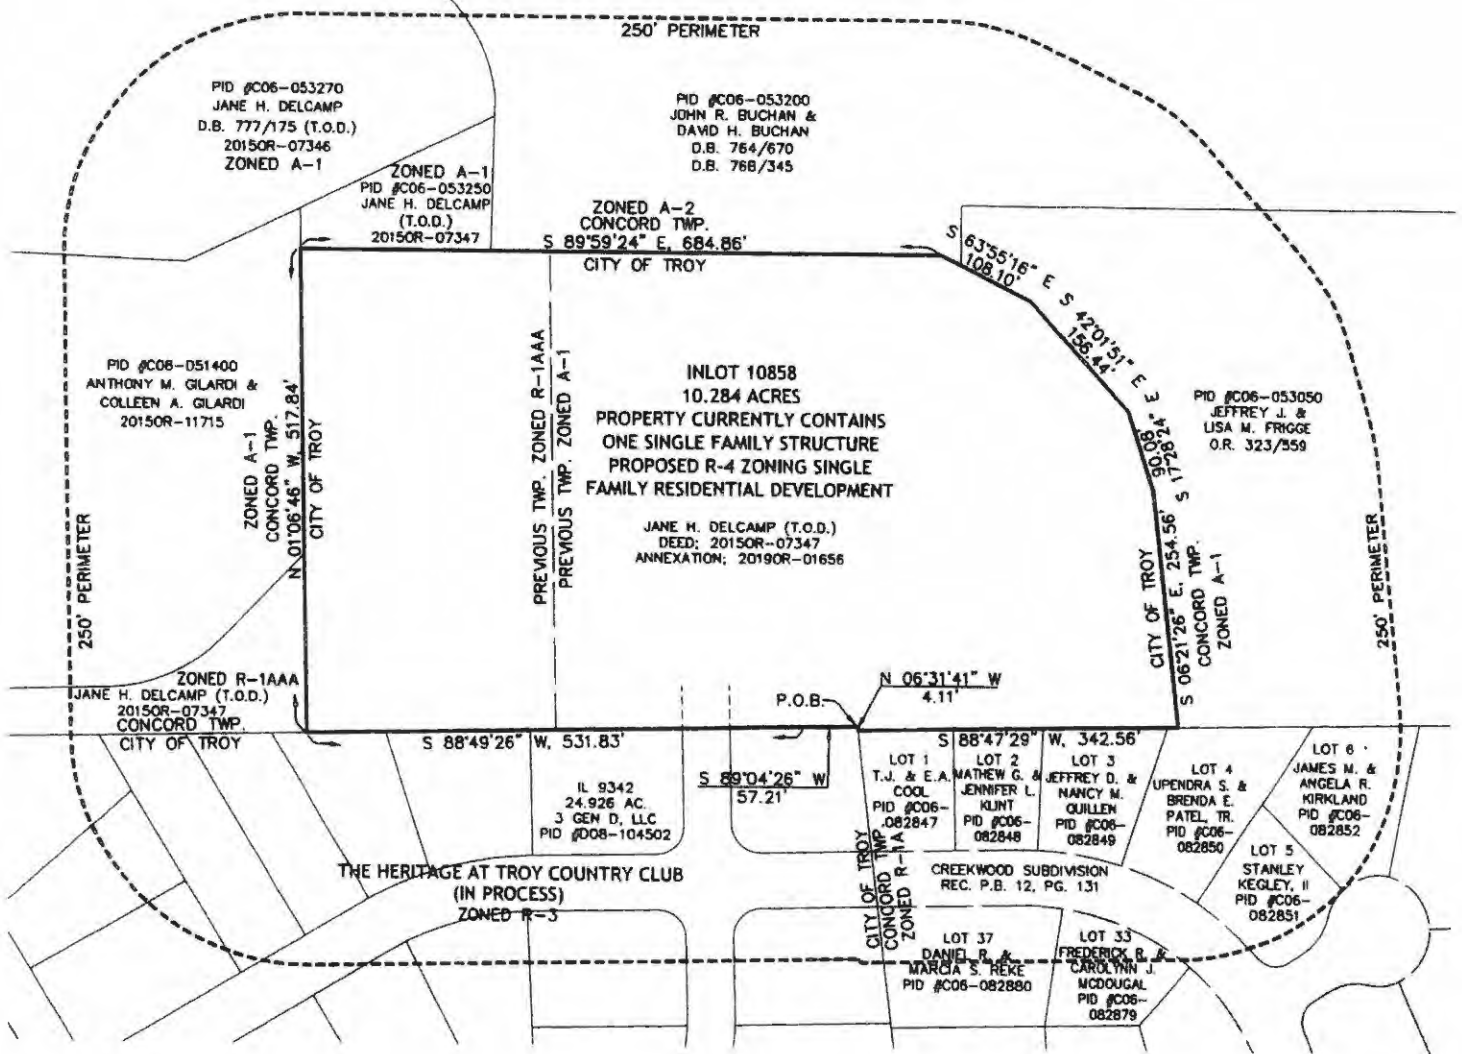 250' PERIMETER
PID #C06-053270
JANE H. DELCAMP
D.B. 777/175 (T.O.D.)
2015OR-07346
ZONED A-1
PID #C06-053200
JOHN R. BUCHAN &
DAVID H. BUCHAN
D.B. 764/670
D.B. 768/345
ZONED A-1
PID #C06-053250
JANE H. DELCAMP
(T.O.D.)
2015OR-07347
ZONED A-2
CONCORD TWP.
S 89°59'24" E, 684.86'
CITY OF TROY
S 63°55'16" E
108.10'
S 42°01'51" E
156.44'
S 17°28'24" E
90.08'
PID #C06-053050
JEFFREY J. &
LISA M. FRIGGE
O.R. 323/559
PID #C08-D51400
ANTHONY M. GILARDI &
COLLEEN A. GILARDI
2015OR-11715
ZONED A-1
CONCORD TWP.
N 01°06'46" W, 517.84'
CITY OF TROY
PREVIOUS TWP. ZONED R-1AAA
PREVIOUS TWP. ZONED A-1
INLOT 10858
10.284 ACRES
PROPERTY CURRENTLY CONTAINS
ONE SINGLE FAMILY STRUCTURE
PROPOSED R-4 ZONING SINGLE
FAMILY RESIDENTIAL DEVELOPMENT
JANE H. DELCAMP (T.O.D.)
DEED; 2015OR-07347
ANNEXATION; 2019OR-01656
CITY OF TROY
S 06°21'26" E, 254.56'
CONCORD TWP.
ZONED A-1
250' PERIMETER
250' PERIMETER
ZONED R-1AAA
JANE H. DELCAMP (T.O.D.)
2015OR-07347
CONCORD TWP.
CITY OF TROY
P.O.B.
N 06°31'41" W
4.11'
S 88°49'26" W, 531.83'
S 88°47'29" W, 342.56'
S 89°04'26" W
57.21'
IL 9342
24.926 AC.
3 GEN D, LLC
PID #D08-104502
LOT 1
T.J. & E.A.
COOL
PID #C06-
082847
LOT 2
MATHEW G. &
JENNIFER L.
KLINT
PID #C06-
082848
LOT 3
JEFFREY D. &
NANCY M.
QUILLEN
PID #C06-
082849
LOT 4
UPENDRA S. &
BRENDA E.
PATEL, TR.
PID #C06-
082850
LOT 6
JAMES M. &
ANGELA R.
KIRKLAND
PID #C06-
082852
LOT 5
STANLEY
KEGLEY, II
PID #C06-
082851
THE HERITAGE AT TROY COUNTRY CLUB
(IN PROCESS)
ZONED R-3
CITY OF TROY
CONCORD TWP
ZONED R-1A
CREEKWOOD SUBDIVISION
REC. P.B. 12, PG. 131
LOT 37
DANIEL R. &
MARCIA S. REKE
PID #C06-082880
LOT 33
FREDERICK R. &
CAROLYNN J.
MCDOUGAL
PID #C06-
082879